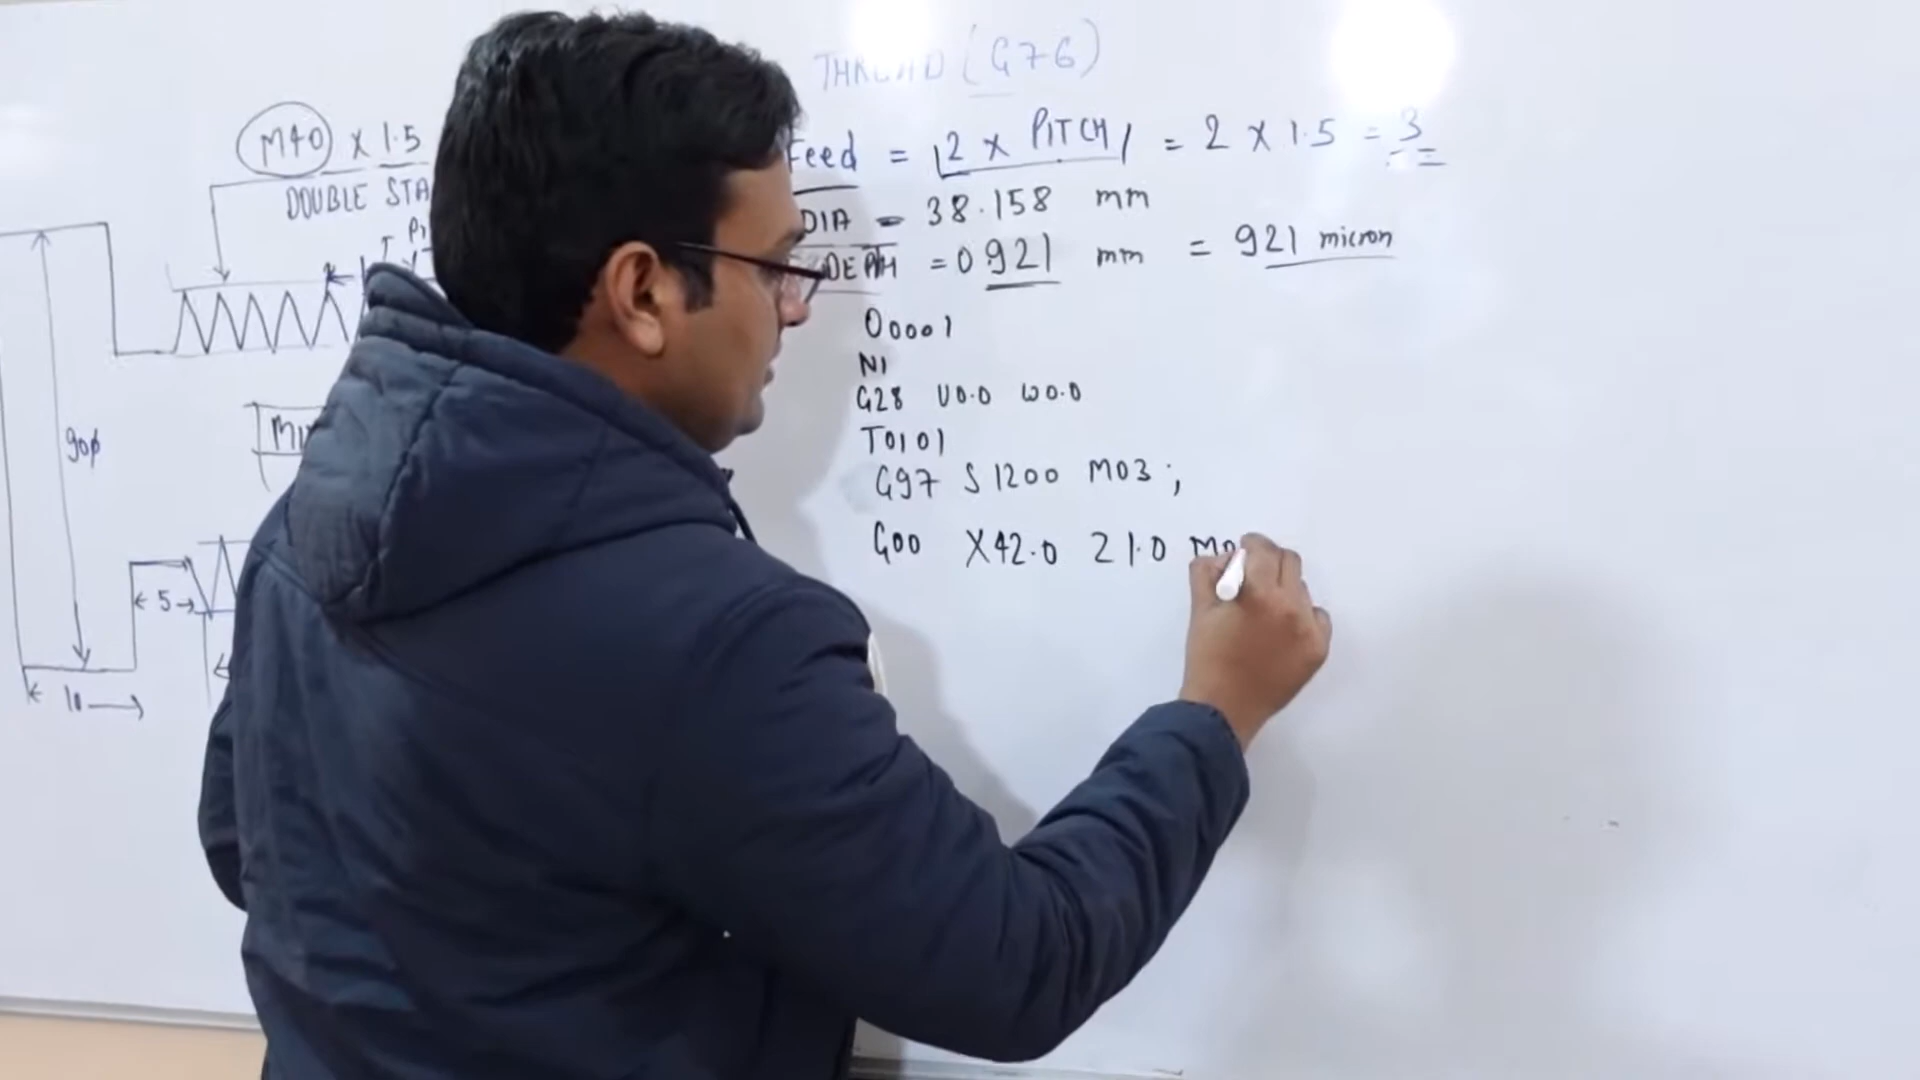 THREAD (G76)
M40 X 1.5
DOUBLE STA
Feed = 2 X PITCH = 2 X 1.5 = 3
DIA = 38.158 mm
DEPTH = 0.921 mm = 921 micron
O0001
N1
G28 U0.0 W0.0
T0101
G97 S1200 M03 ;
G00 X42.0 Z1.0
90φ
5
10